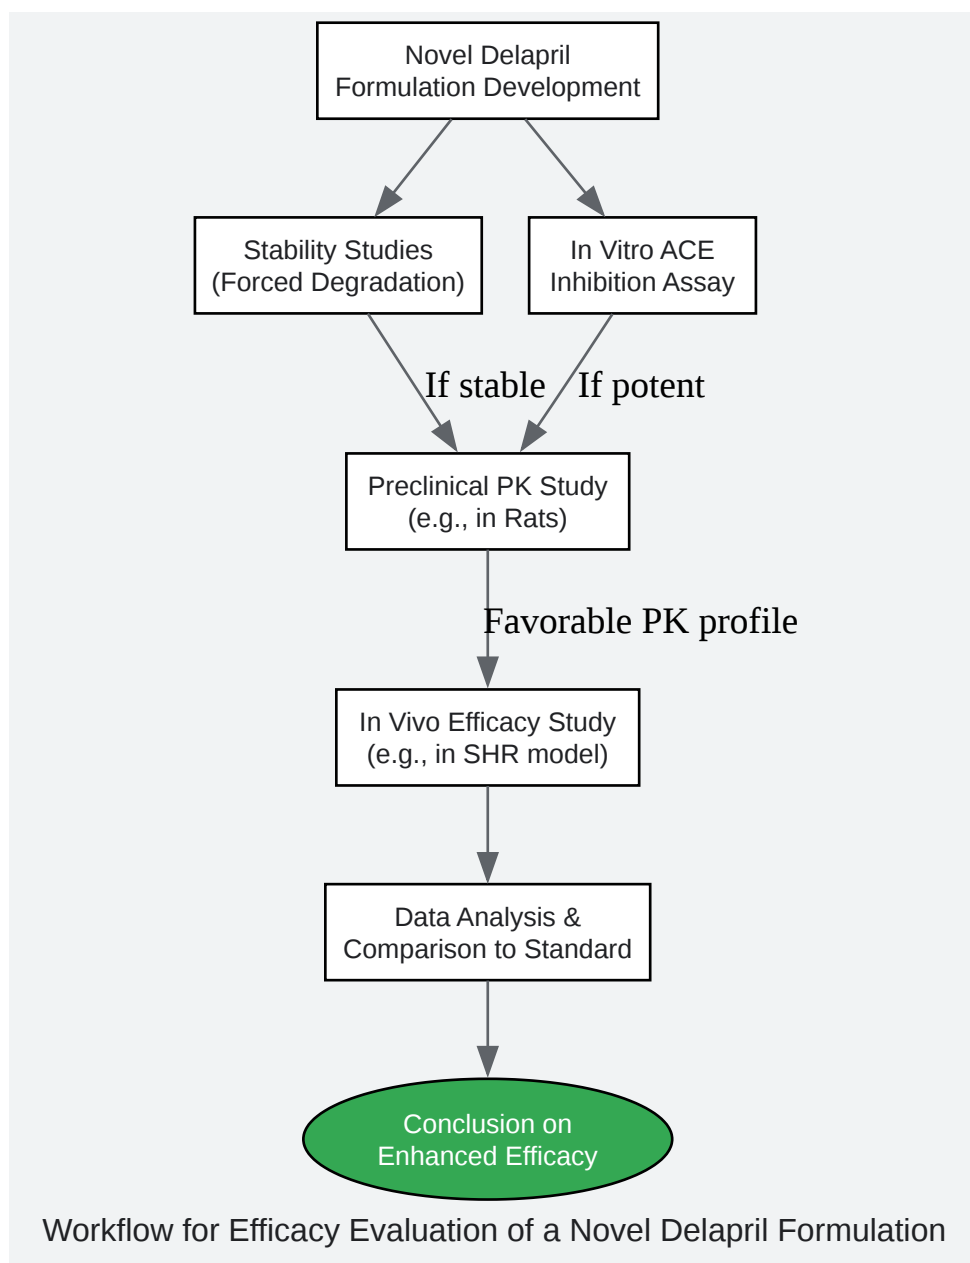 Novel Delapril
Formulation Development
Stability Studies
(Forced Degradation)
In Vitro ACE
Inhibition Assay
If stable
If potent
Preclinical PK Study
(e.g., in Rats)
Favorable PK profile
In Vivo Efficacy Study
(e.g., in SHR model)
Data Analysis &
Comparison to Standard
Conclusion on
Enhanced Efficacy
Workflow for Efficacy Evaluation of a Novel Delapril Formulation